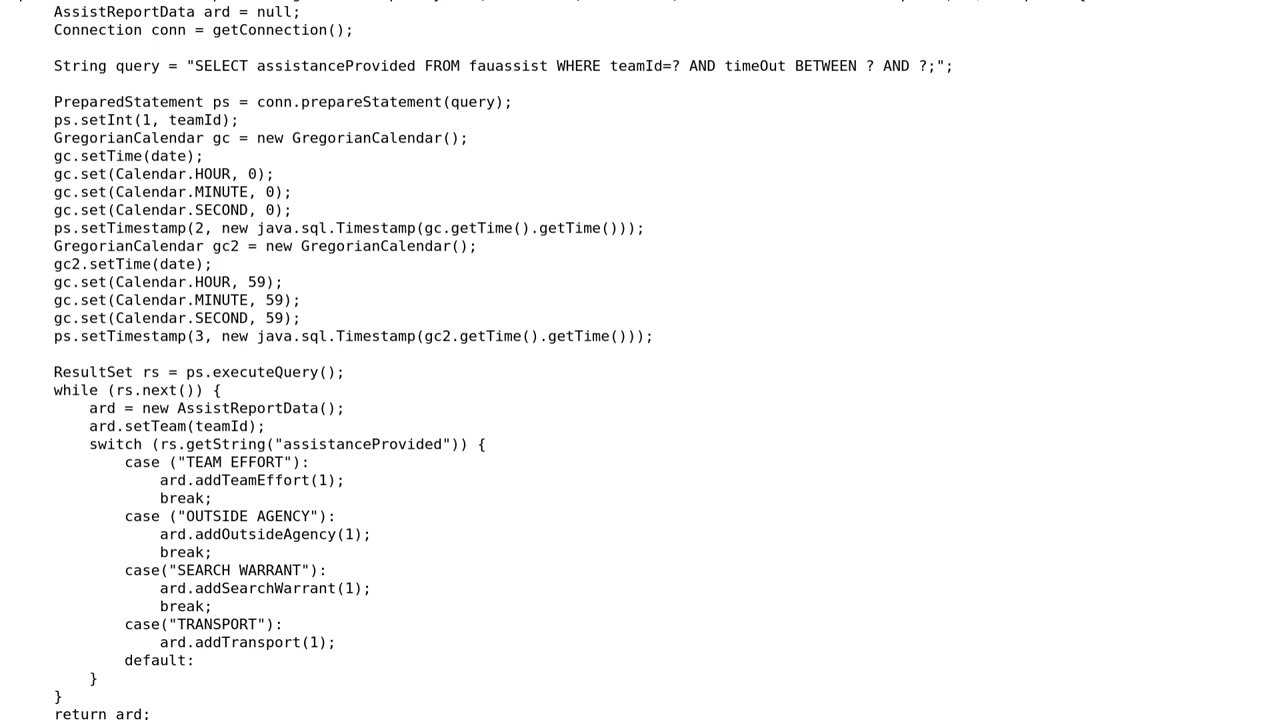 AssistReportData ard = null;
Connection conn = getConnection();
String query = "SELECT assistanceProvided FROM fauassist WHERE teamId=? AND timeOut BETWEEN ? AND ?;";
PreparedStatement ps = conn.prepareStatement(query);
ps.setInt(1, teamId);
GregorianCalendar gc = new GregorianCalendar();
gc.setTime(date);
gc.set(Calendar.HOUR, 0);
gc.set(Calendar.MINUTE, 0);
gc.set(Calendar.SECOND, 0);
ps.setTimestamp(2, new java.sql.Timestamp(gc.getTime().getTime()));
GregorianCalendar gc2 = new GregorianCalendar();
gc2.setTime(date);
gc.set(Calendar.HOUR, 59);
gc.set(Calendar.MINUTE, 59);
gc.set(Calendar.SECOND, 59);
ps.setTimestamp(3, new java.sql.Timestamp(gc2.getTime().getTime()));
ResultSet rs = ps.executeQuery();
while (rs.next()) {
ard = new AssistReportData();
ard.setTeam(teamId);
switch (rs.getString("assistanceProvided")) {
case ("TEAM EFFORT"):
ard.addTeamEffort(1);
break;
case ("OUTSIDE AGENCY"):
ard.addOutsideAgency(1);
break;
case("SEARCH WARRANT"):
ard.addSearchWarrant(1);
break;
case("TRANSPORT"):
ard.addTransport(1);
default:
}
}
return ard;